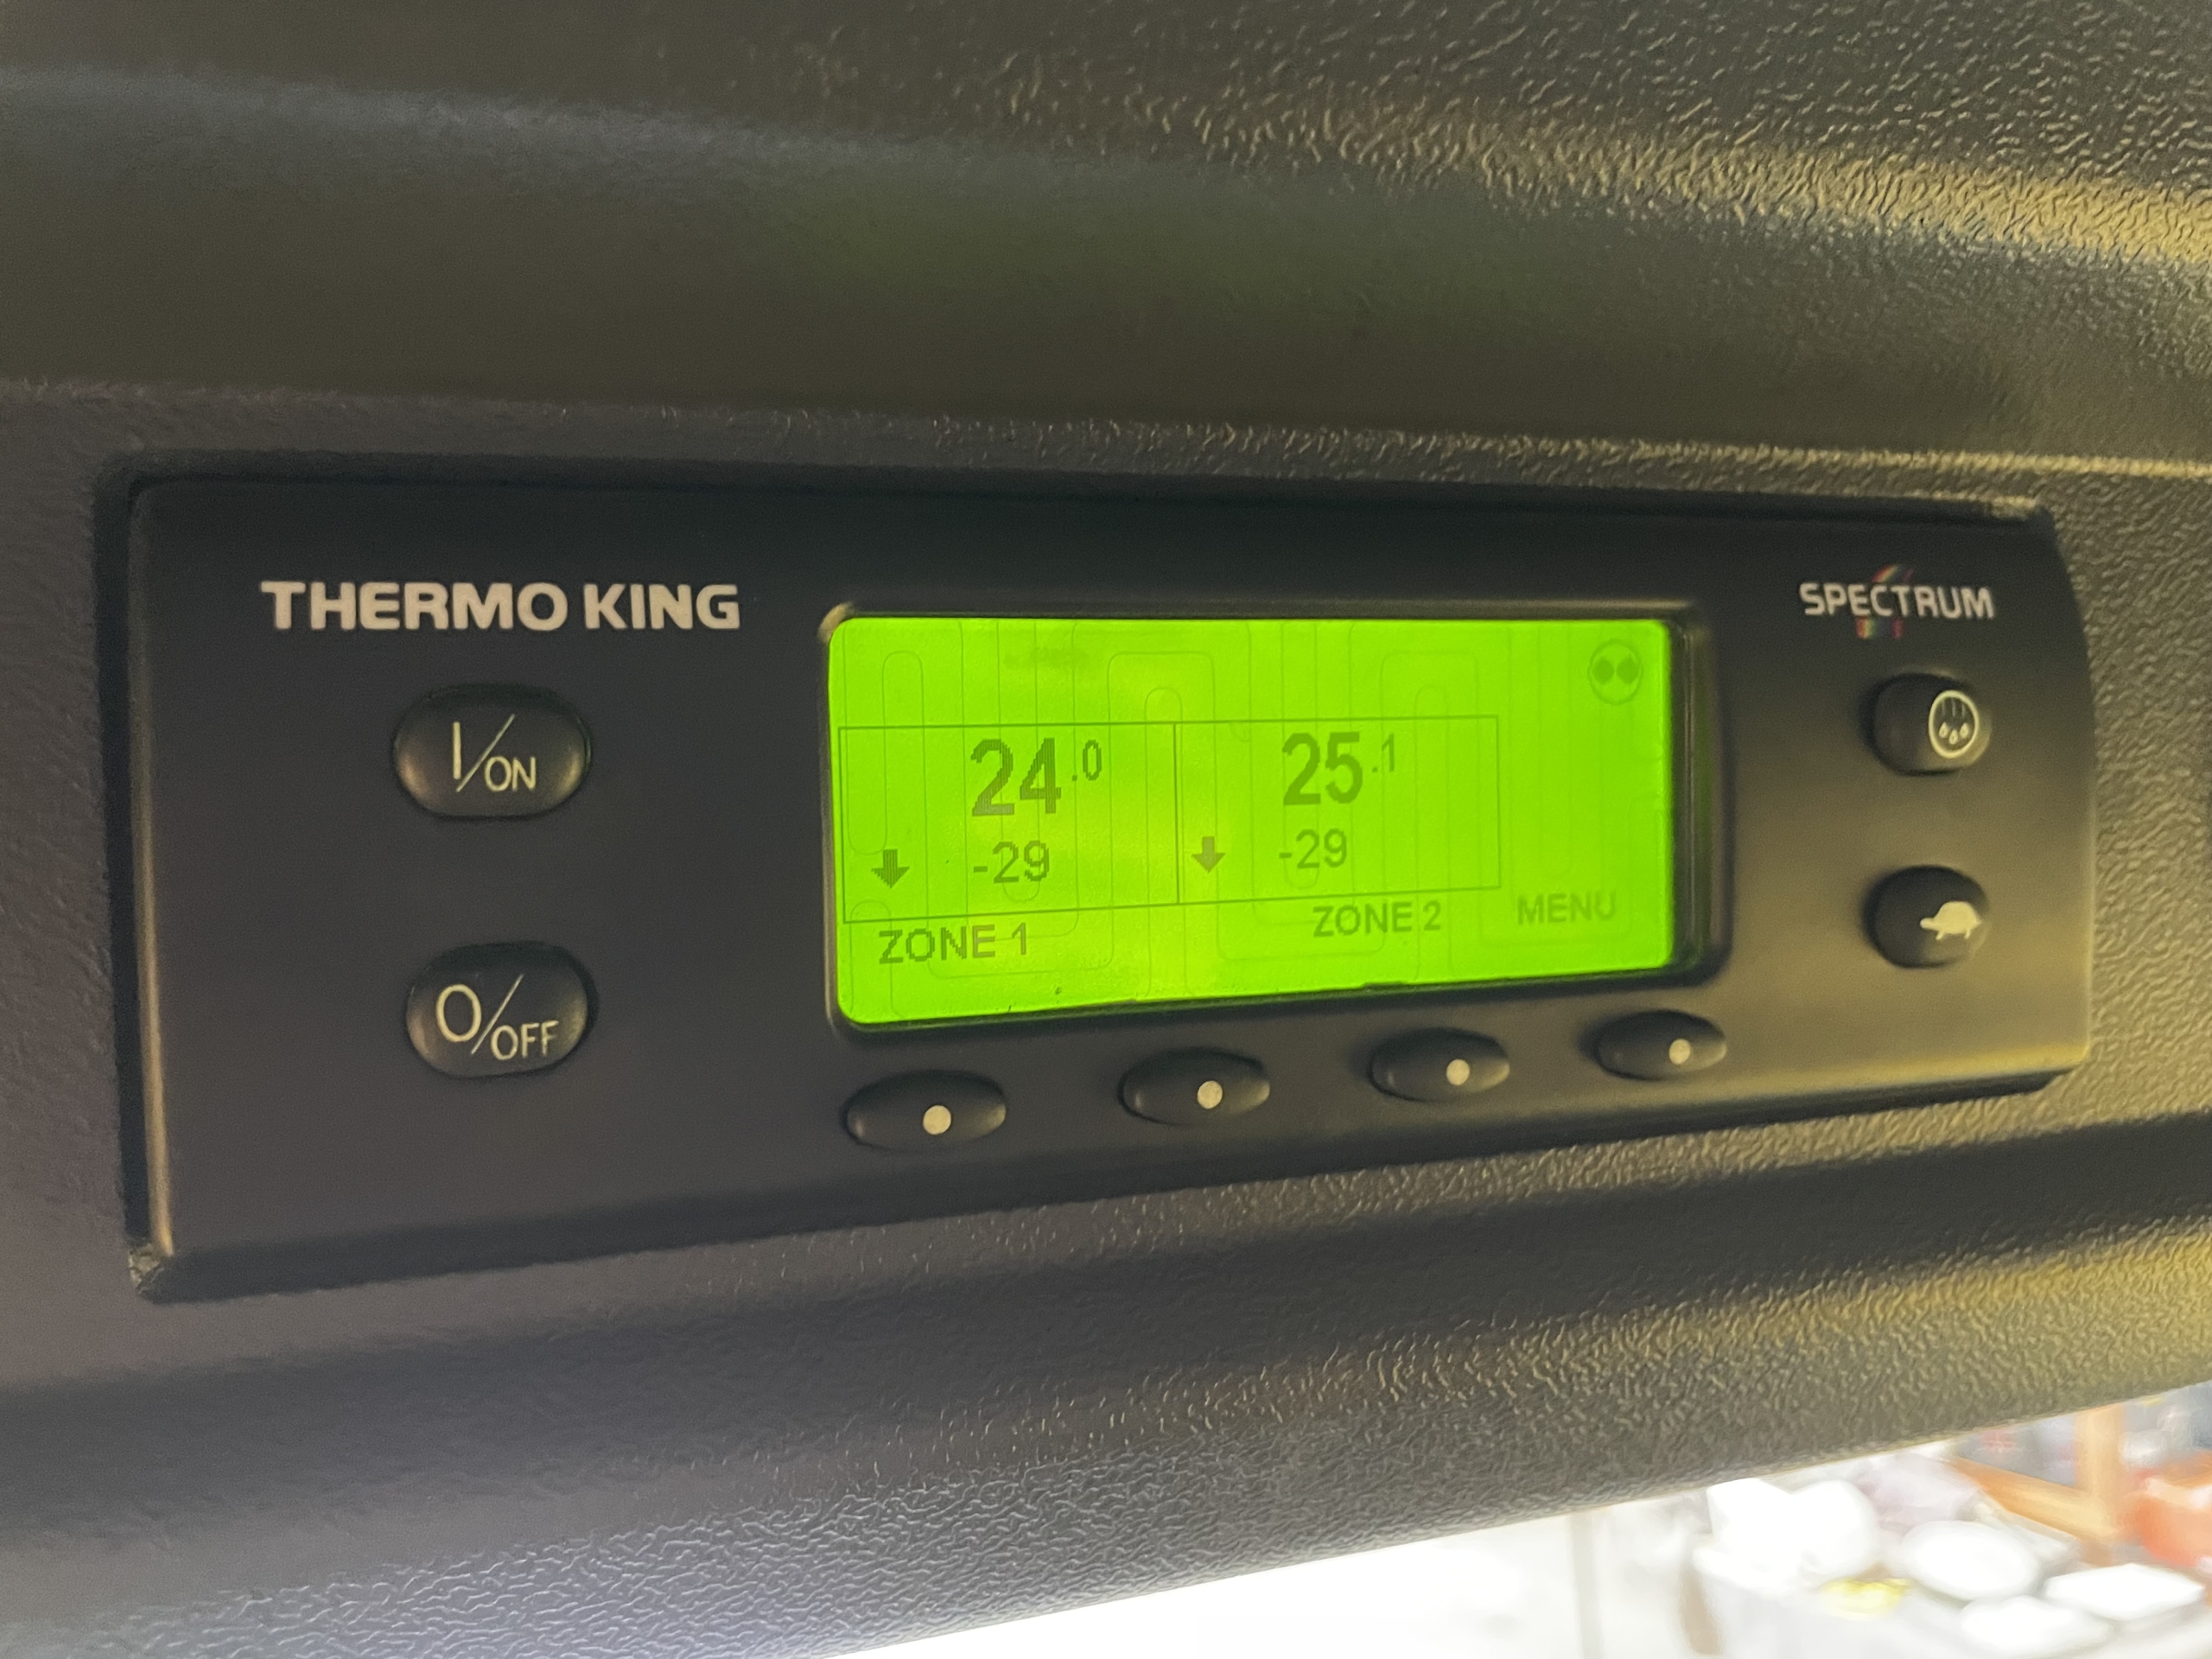 THERMO KING
SPECTRUM
I/ON
O/OFF
24.0
25.1
-29
-29
ZONE 1
ZONE 2
MENU